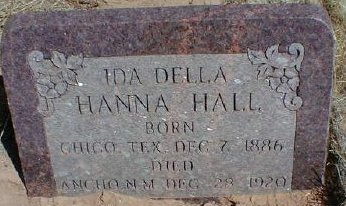 IDA DELLA
HANNA HALL
BORN
CHICO, TEX. DEC. 7, 1886
DIED
ANCHO N.M. DEC. 28, 1920